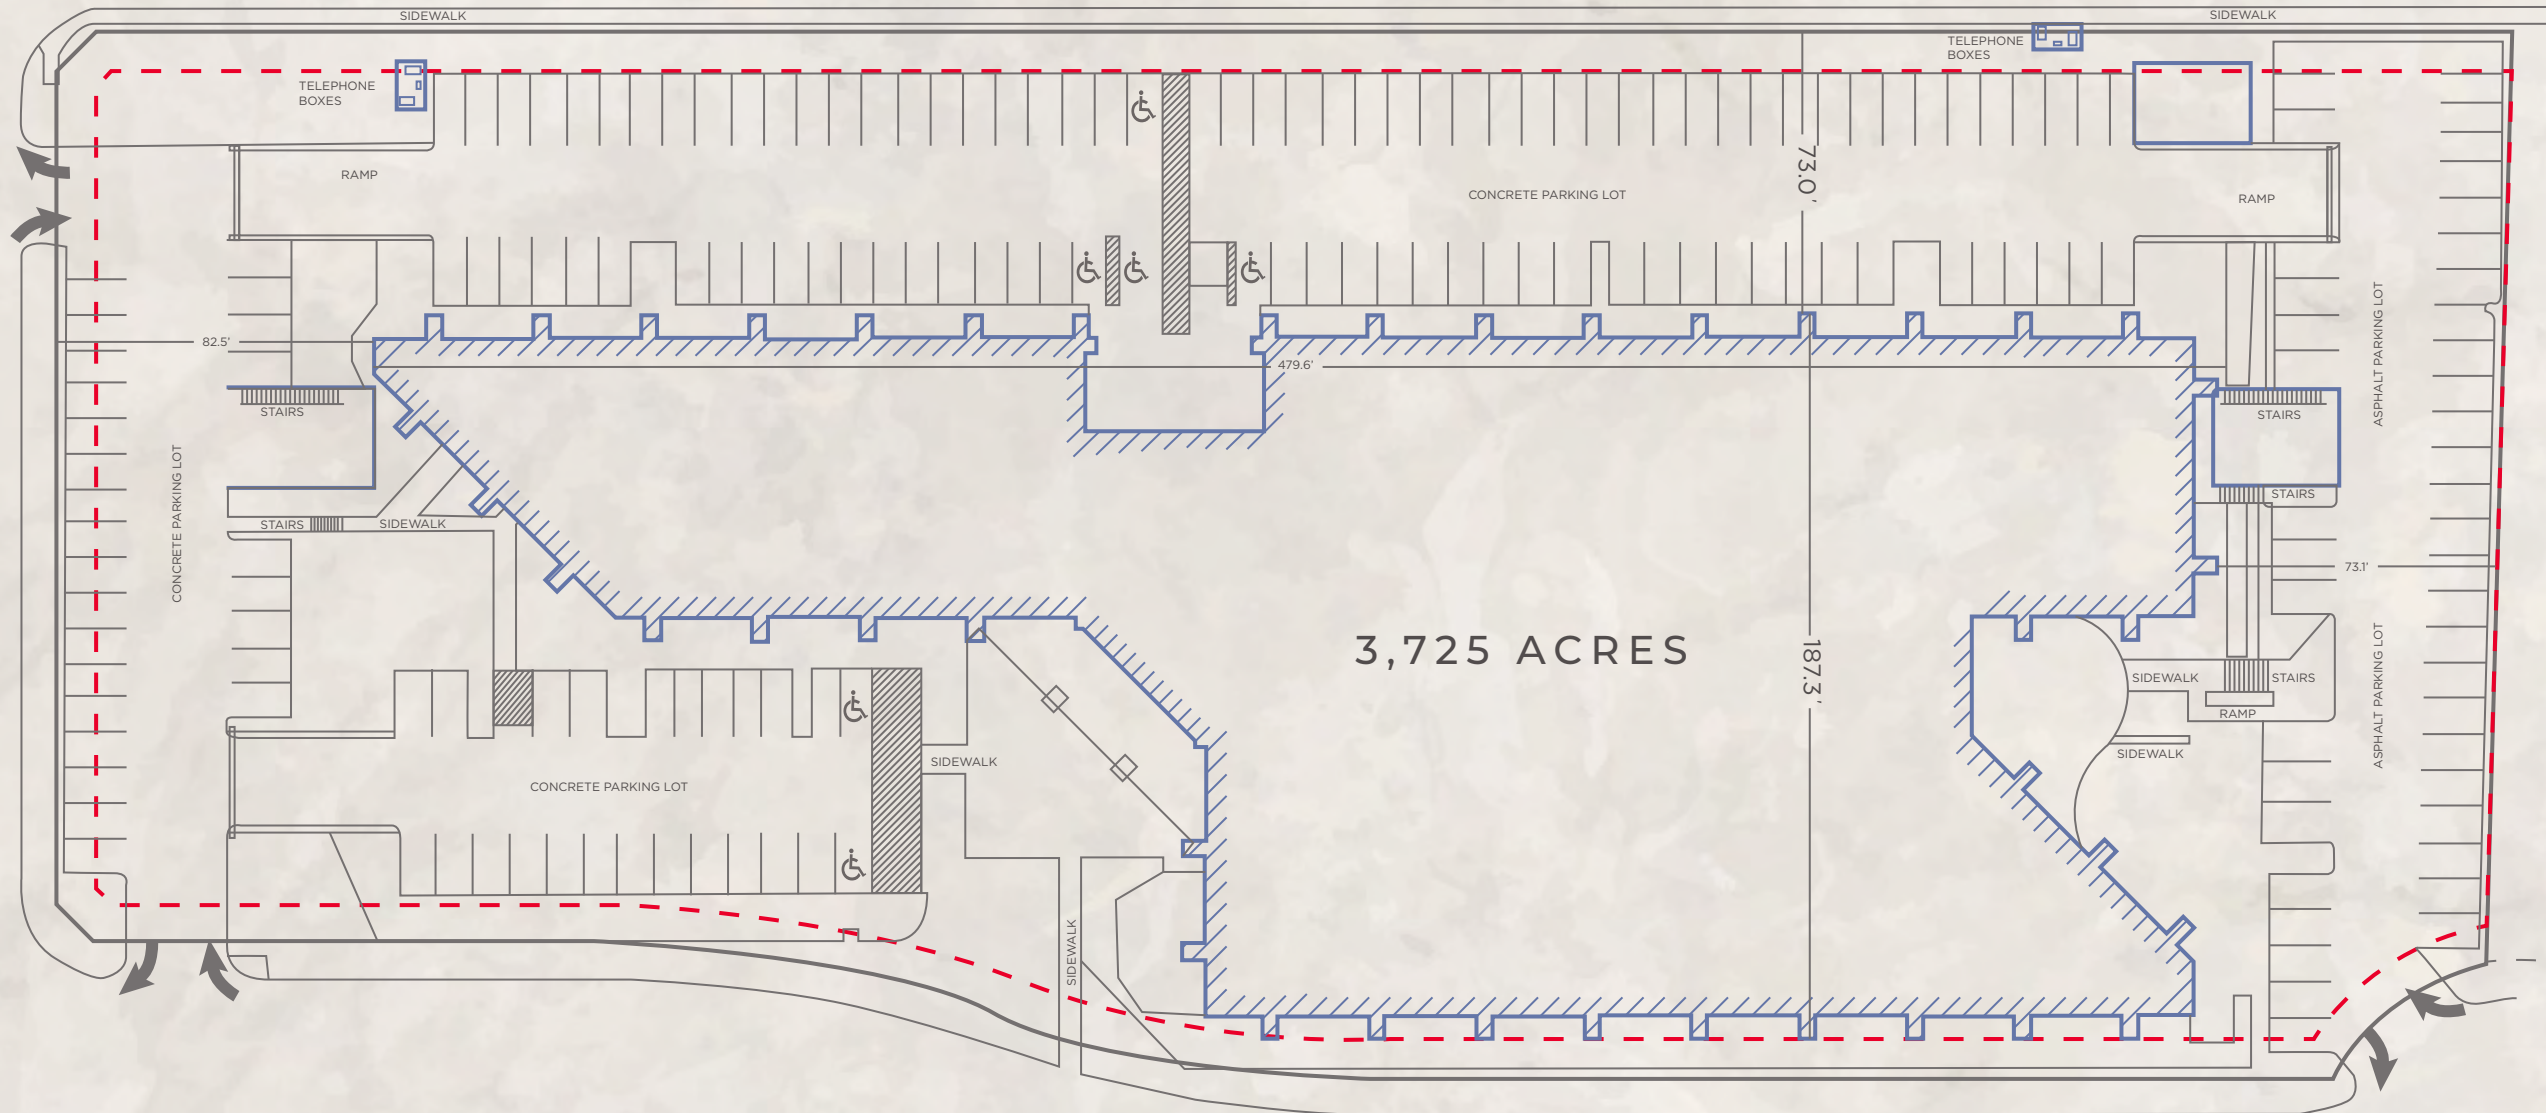 SIDEWALK
SIDEWALK
TELEPHONE
BOXES
TELEPHONE
BOXES
RAMP
73.0'
CONCRETE PARKING LOT
RAMP
82.5'
479.6'
STAIRS
STAIRS
ASPHALT PARKING LOT
CONCRETE PARKING LOT
STAIRS
SIDEWALK
STAIRS
73.1'
3,725 ACRES
187.3'
SIDEWALK
STAIRS
RAMP
ASPHALT PARKING LOT
SIDEWALK
SIDEWALK
CONCRETE PARKING LOT
SIDEWALK